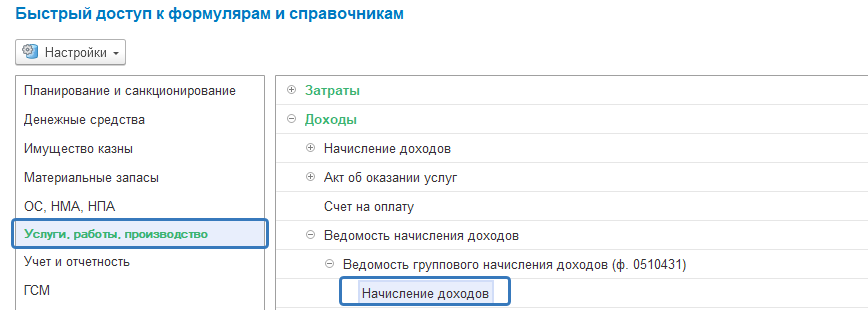 Быстрый доступ к формулярам и справочникам
Настройки
Планирование и санкционирование
Денежные средства
Имущество казны
Материальные запасы
ОС, НМА, НПА
Услуги, работы, производство
Учет и отчетность
ГСМ
Затраты
Доходы
Начисление доходов
Акт об оказании услуг
Счет на оплату
Ведомость начисления доходов
Ведомость группового начисления доходов (ф. 0510431)
Начисление доходов